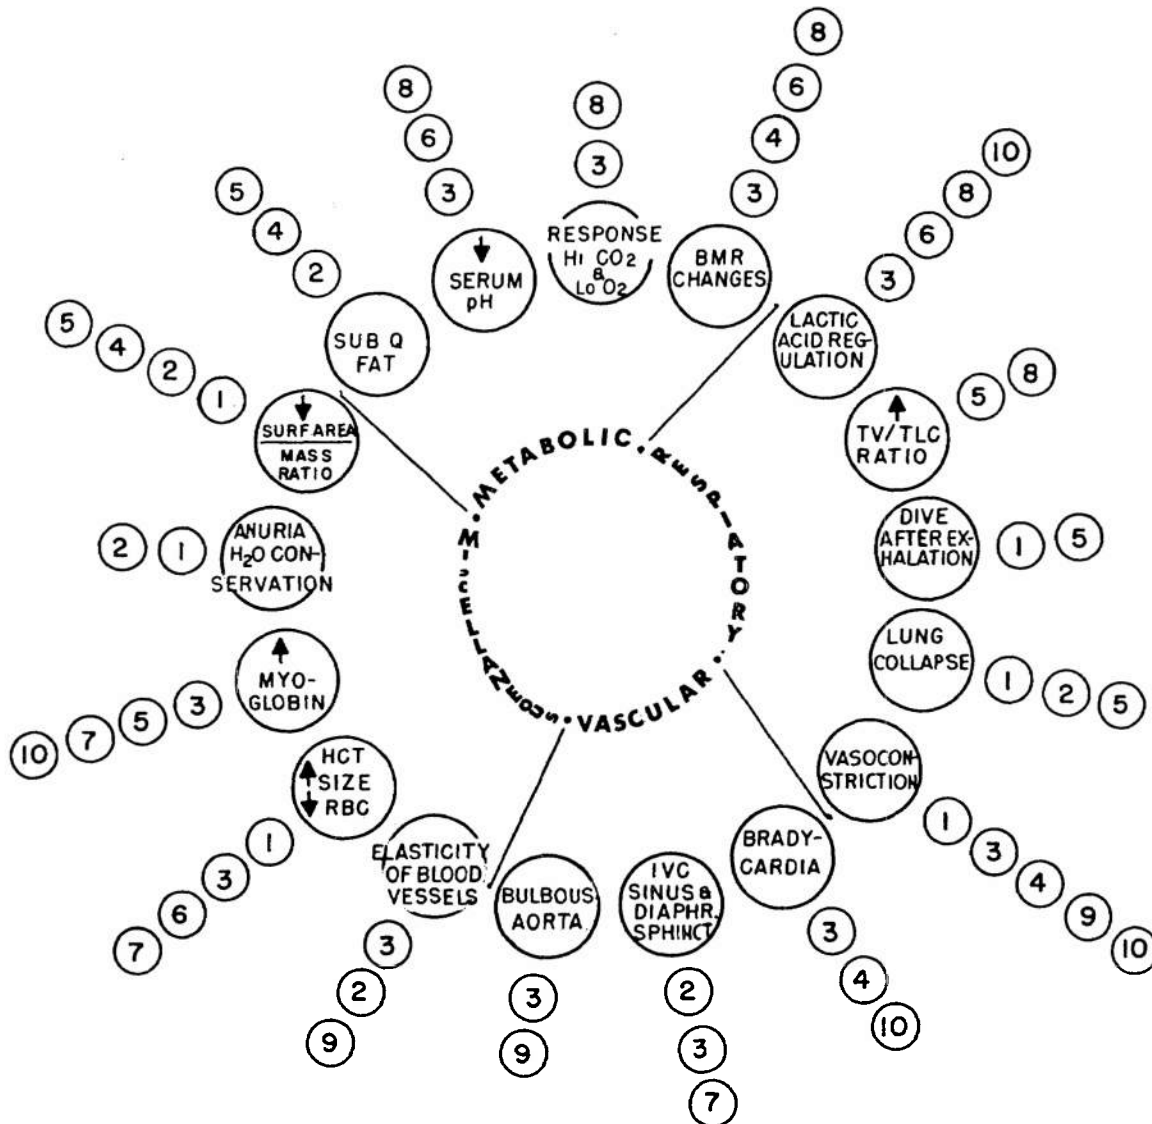 8
6
3
↓
SERUM
pH
8
3
RESPONSE
HI CO2
&
LO O2
8
6
4
3
BMR
CHANGES
10
8
6
3
LACTIC
ACID REG-
ULATION
8
5
↑
TV/TLC
RATIO
DIVE
AFTER EX-
HALATION
1
5
LUNG
COLLAPSE
1
2
5
VASOCON-
STRICTION
1
3
4
9
10
BRADY-
CARDIA
3
4
10
IVC
SINUS &
DIAPHR.
SPHINCT
2
3
7
BULBOUS
AORTA
3
9
ELASTICITY
OF BLOOD
VESSELS
3
2
9
↑ HCT
SIZE
↓ RBC
1
3
6
7
↑
MYO-
GLOBIN
3
5
7
10
ANURIA
H2O CON-
SERVATION
1
2
↓
SURF AREA
MASS
RATIO
1
2
4
5
SUB Q
FAT
2
4
5
METABOLIC
RESPIATORY
VASCULAR
MISCELLANEOUS